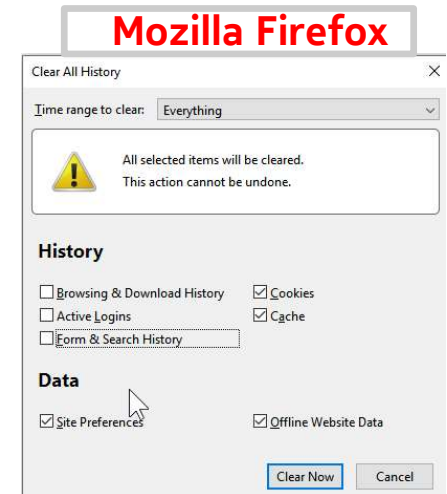 Mozilla Firefox
Clear All History
Time range to clear: Everything
All selected items will be cleared.
This action cannot be undone.
History
Browsing & Download History Cookies
Active Logins Cache
Form & Search History
Data
Site Preferences Offline Website Data
Clear Now Cancel